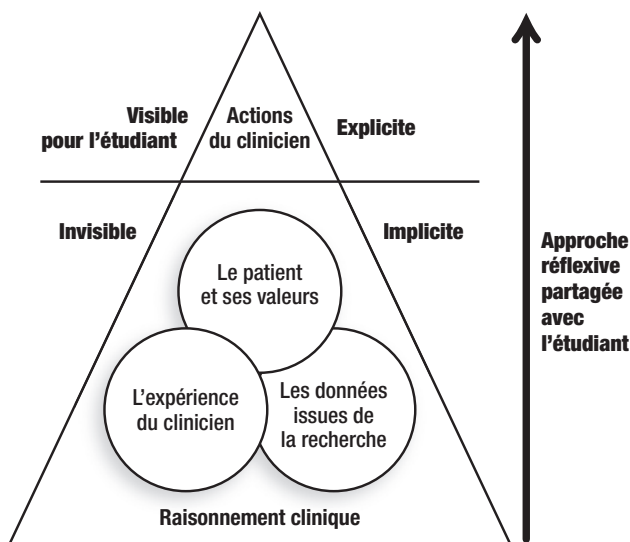 Visible
pour l’étudiant
Actions
du clinicien
Explicite
Invisible
Implicite
Le patient
et ses valeurs
L’expérience
du clinicien
Les données
issues de
la recherche
Raisonnement clinique
Approche
réflexive
partagée
avec
l’étudiant